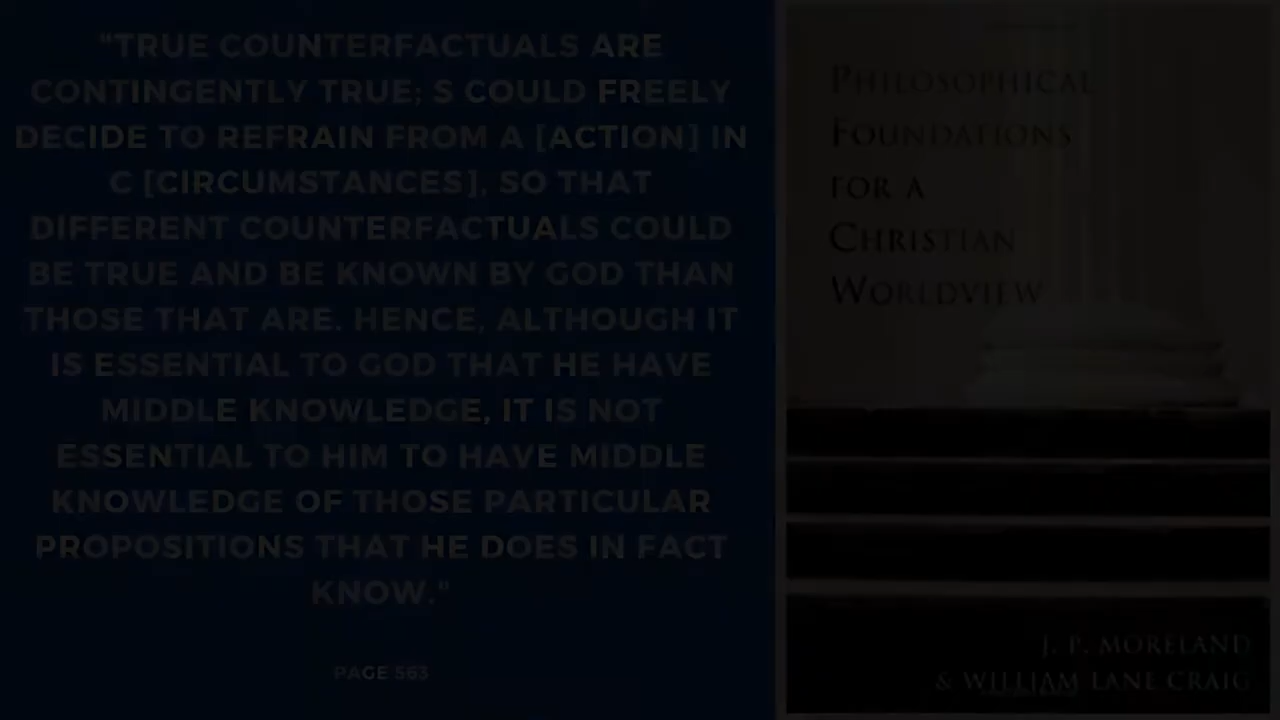 "TRUE COUNTERFACTUALS ARE
CONTINGENTLY TRUE; S COULD FREELY
DECIDE TO REFRAIN FROM A [ACTION] IN
C [CIRCUMSTANCES], SO THAT
DIFFERENT COUNTERFACTUALS COULD
BE TRUE AND BE KNOWN BY GOD THAN
THOSE THAT ARE. HENCE, ALTHOUGH IT
IS ESSENTIAL TO GOD THAT HE HAVE
MIDDLE KNOWLEDGE, IT IS NOT
ESSENTIAL TO HIM TO HAVE MIDDLE
KNOWLEDGE OF THOSE PARTICULAR
PROPOSITIONS THAT HE DOES IN FACT
KNOW."
PAGE 563
PHILOSOPHICAL
FOUNDATIONS
FOR A
CHRISTIAN
WORLDVIEW
J. P. MORELAND
& WILLIAM LANE CRAIG